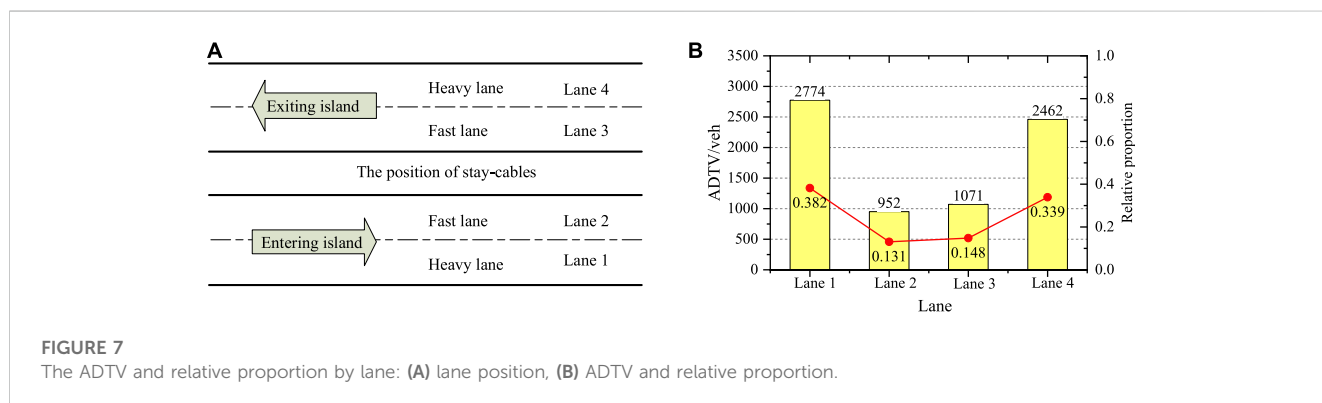 A
Exiting island
Heavy lane
Lane 4
Fast lane
Lane 3
The position of stay-cables
Entering island
Fast lane
Lane 2
Heavy lane
Lane 1
B
ADTV/veh
3500
3000
2500
2000
1500
1000
500
0
2774
952
1071
2462
0.382
0.131
0.148
0.339
1.0
0.8
0.6
0.4
0.2
0.0
Relative proportion
Lane 1 Lane 2 Lane 3 Lane 4
Lane
FIGURE 7
The ADTV and relative proportion by lane: (A) lane position, (B) ADTV and relative proportion.